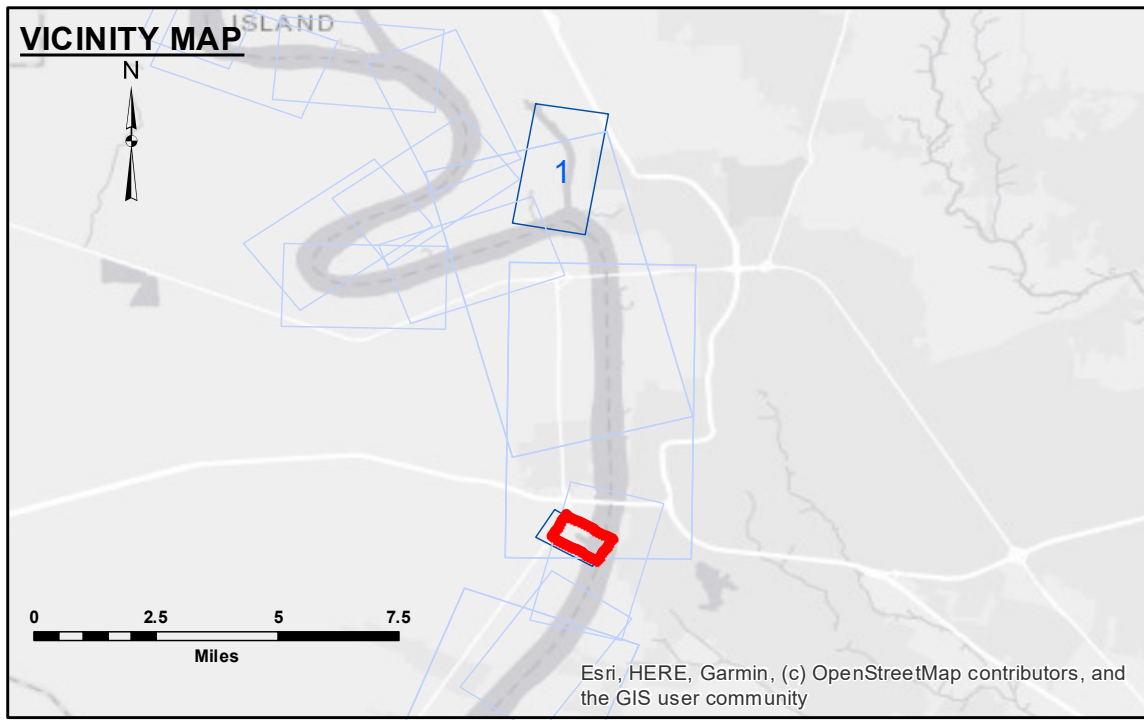 ISLAND
VICINITY MAP
N
1
0 2.5 5 7.5
Miles
Esri, HERE, Garmin, (c) OpenStreetMap contributors, and
the GIS user community